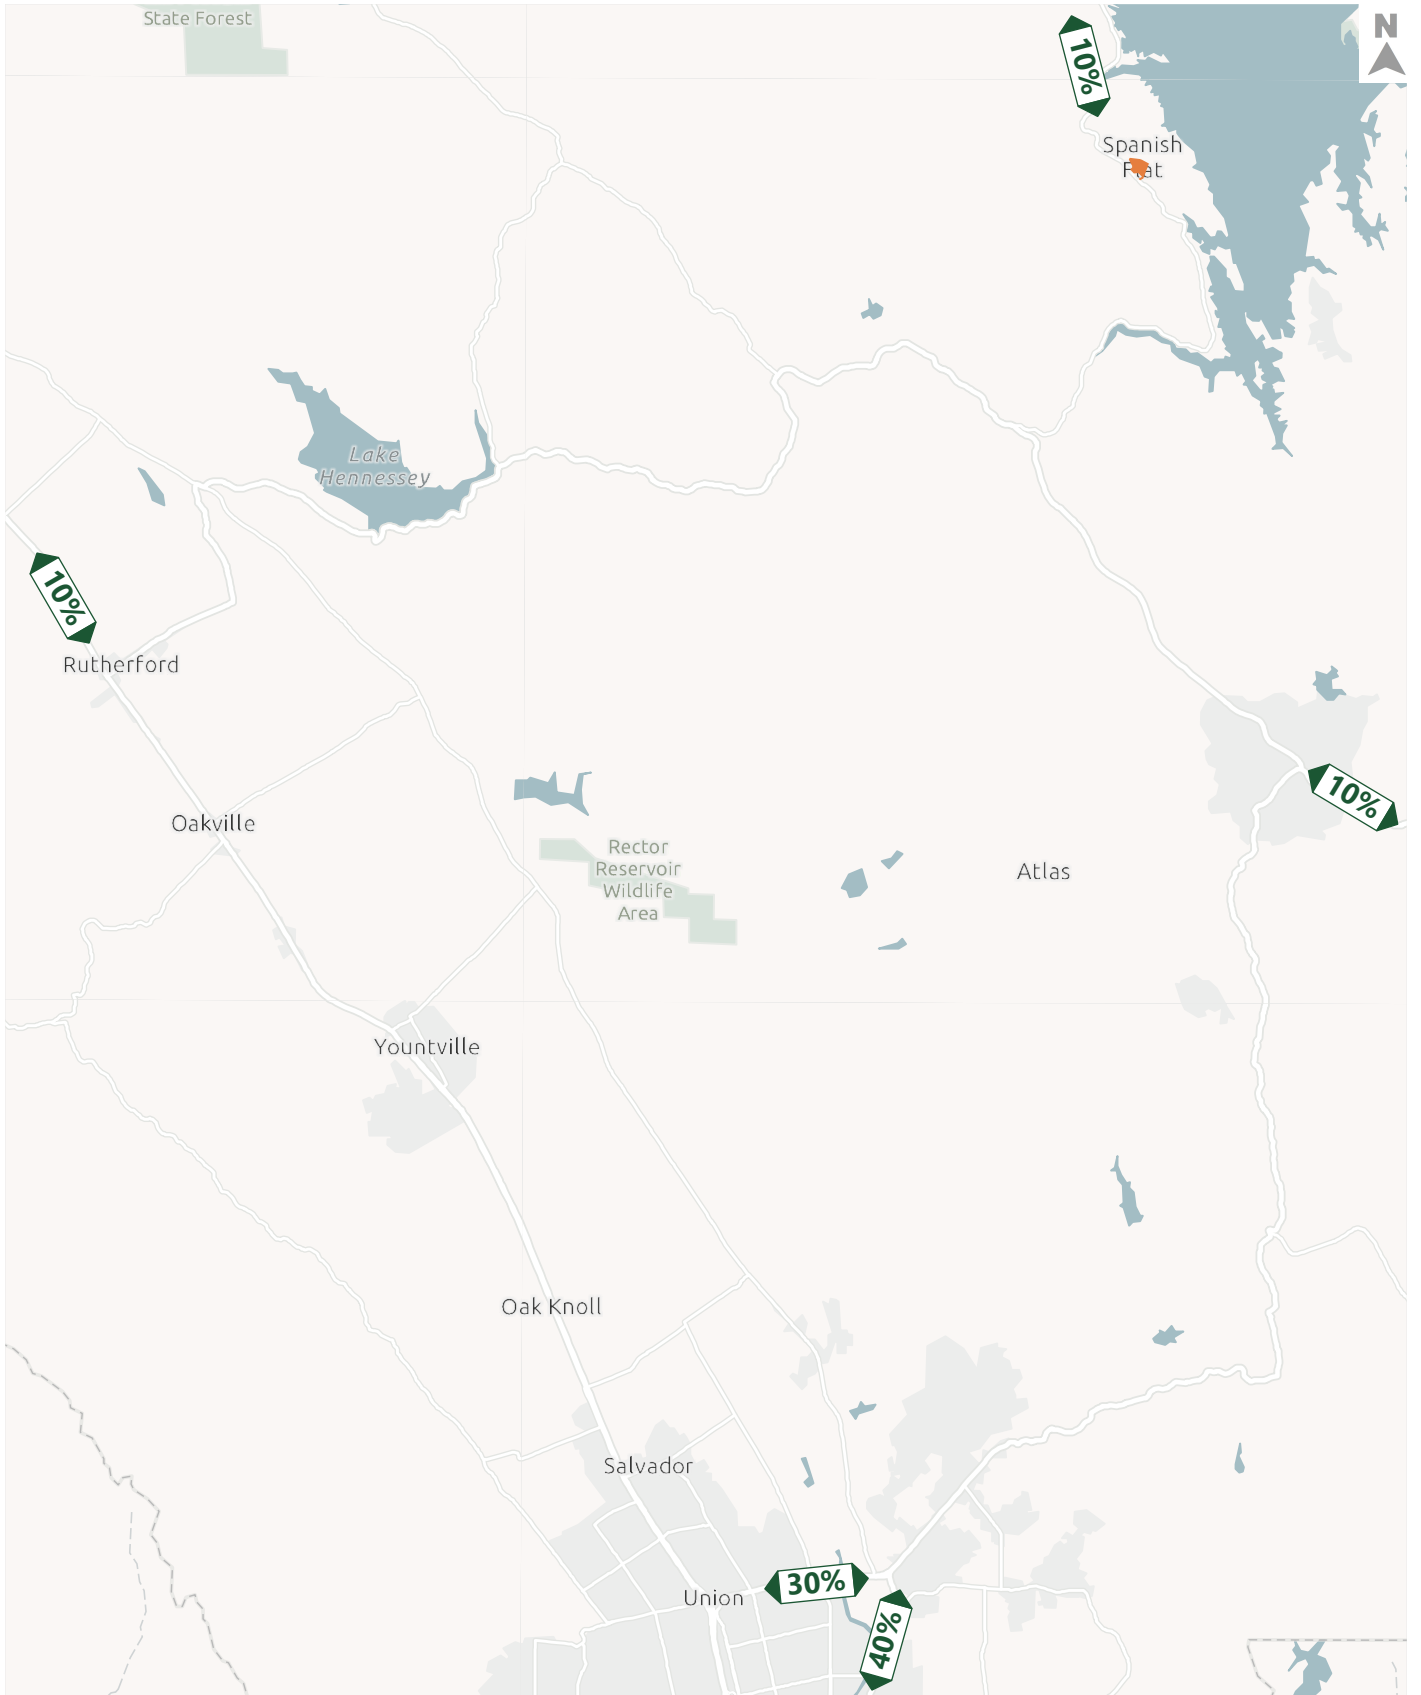 State Forest
N
10%
Spanish
Flat
Lake
Hennessey
10%
Rutherford
10%
Oakville
Rector
Reservoir
Wildlife
Area
Atlas
Yountville
Oak Knoll
Salvador
30%
Union
40%